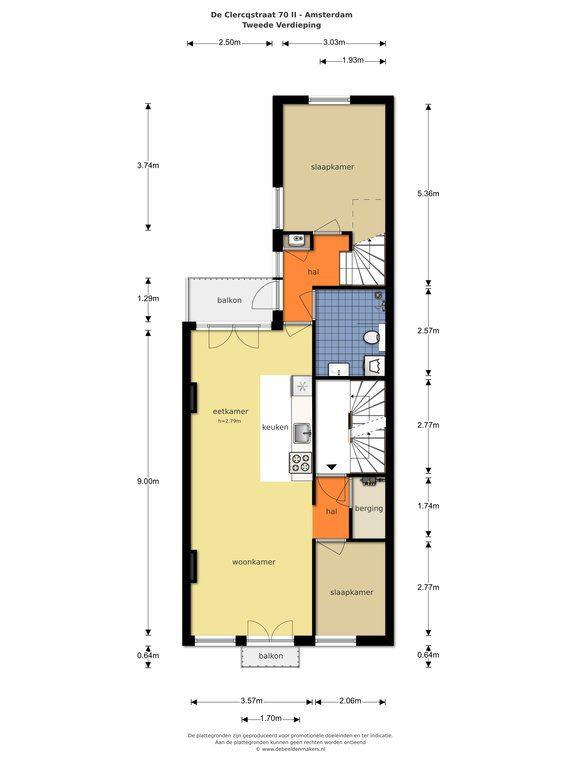 De Clercqstraat 70 II - Amsterdam
Tweede Verdieping
2.50m
3.03m
1.93m
3.74m
slaapkamer
5.36m
hal
1.29m
balkon
2.57m
eetkamer
h=2.79m
keuken
2.77m
9.00m
hal
berging
1.74m
woonkamer
slaapkamer
2.77m
0.64m
balkon
0.64m
3.57m
2.06m
1.70m
De plattegronden zijn geproduceerd voor promotionele doeleinden en ter indicatie.
Aan de plattegronden kunnen geen rechten worden ontleend
© www.debeeldenmakers.nl